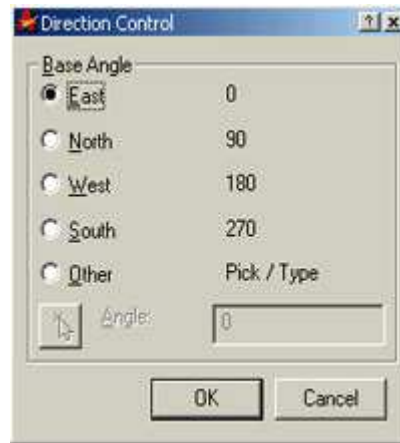 Direction Control ? x
Base Angle
East 0
North 90
West 180
South 270
Other Pick / Type
Angle: 0
OK Cancel